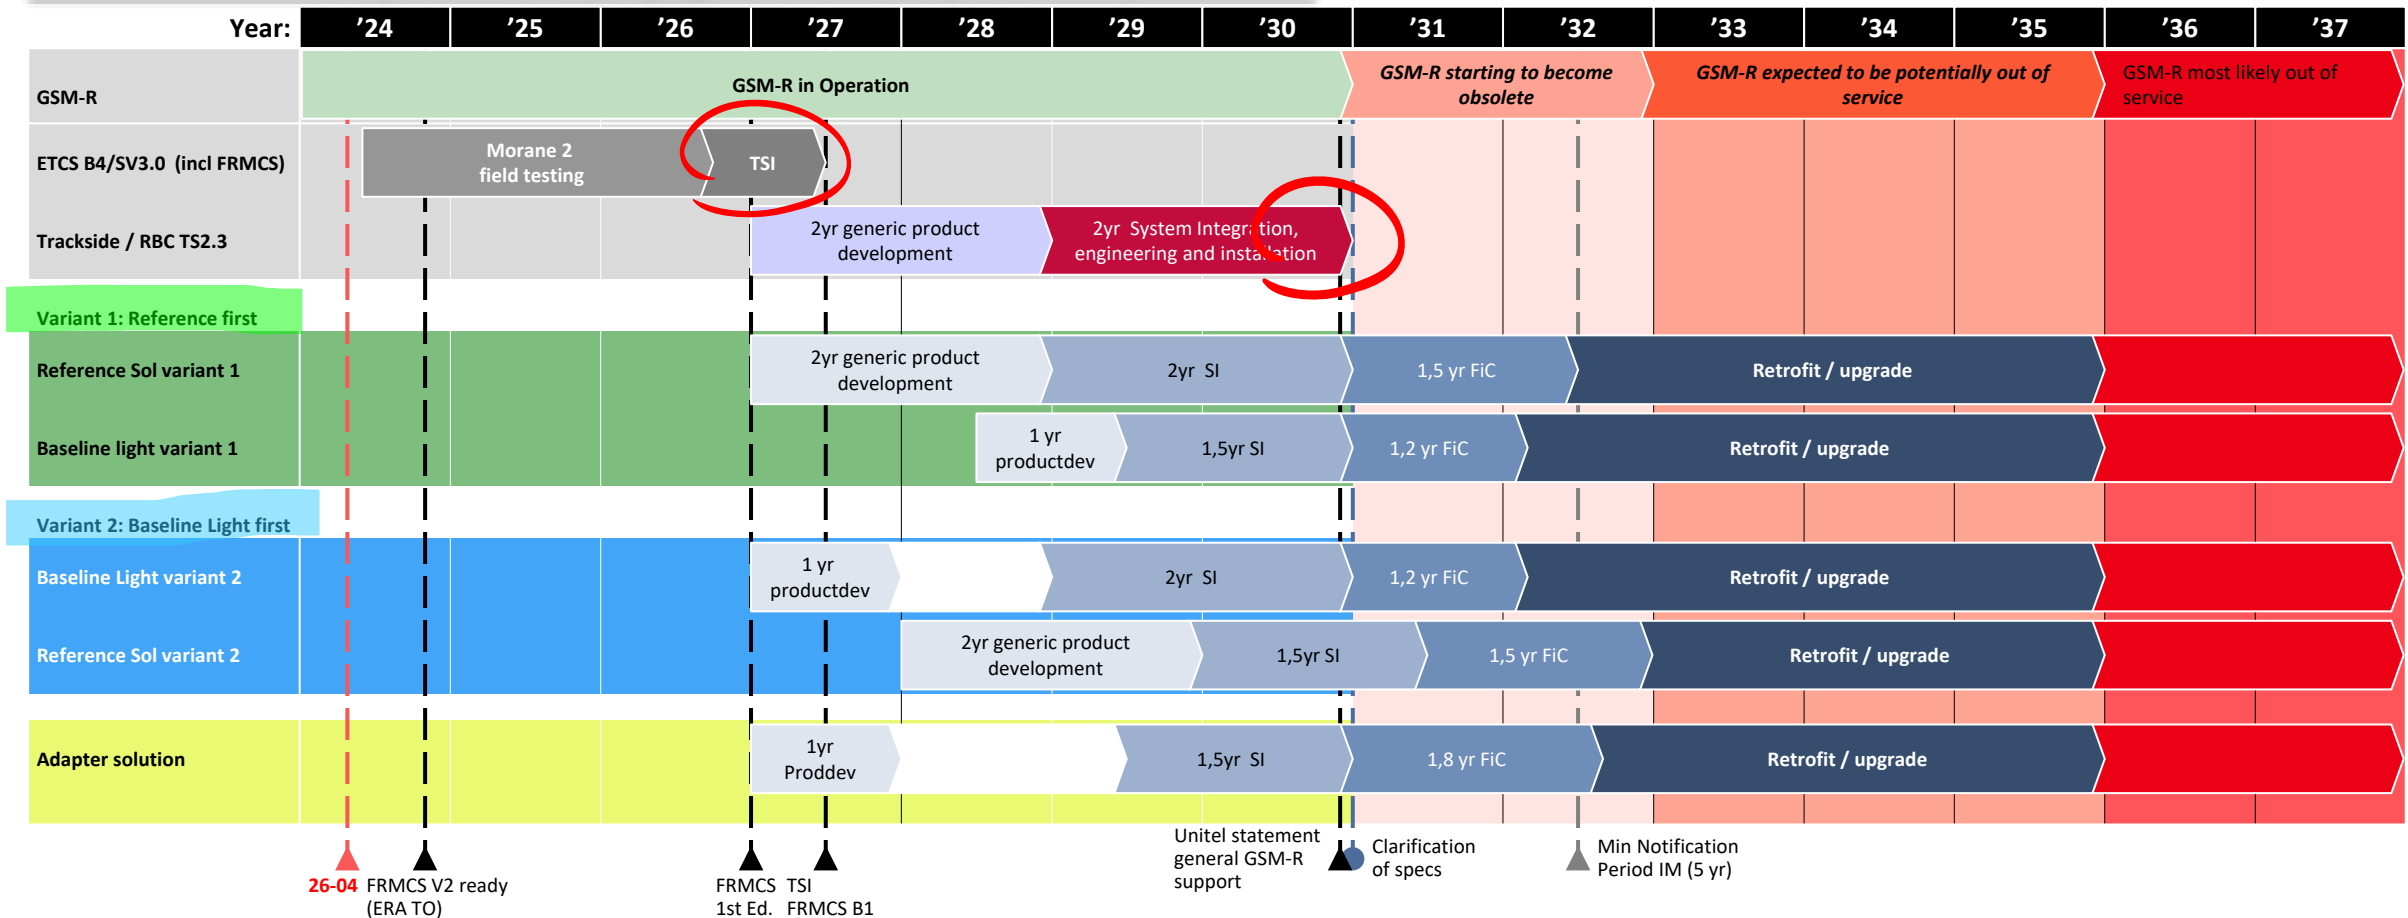 Year: ’24 ’25 ’26 ’27 ’28 ’29 ’30 ’31 ’32 ’33 ’34 ’35 ’36 ’37
GSM-R
GSM-R in Operation
GSM-R starting to become
obsolete
GSM-R expected to be potentially out of
service
GSM-R most likely out of
service
ETCS B4/SV3.0 (incl FRMCS)
Morane 2
field testing
TSI
Trackside / RBC TS2.3
2yr generic product
development
2yr System Integration,
engineering and installation
Variant 1: Reference first
Reference Sol variant 1
2yr generic product
development
2yr SI
1,5 yr FiC
Retrofit / upgrade
Baseline light variant 1
1 yr
productdev
1,5yr SI
1,2 yr FiC
Retrofit / upgrade
Variant 2: Baseline Light first
Baseline Light variant 2
1 yr
productdev
2yr SI
1,2 yr FiC
Retrofit / upgrade
Reference Sol variant 2
2yr generic product
development
1,5yr SI
1,5 yr FiC
Retrofit / upgrade
Adapter solution
1yr
Proddev
1,5yr SI
1,8 yr FiC
Retrofit / upgrade
26-04
FRMCS V2 ready
(ERA TO)
FRMCS
1st Ed.
TSI
FRMCS B1
Unitel statement
general GSM-R
support
Clarification
of specs
Min Notification
Period IM (5 yr)